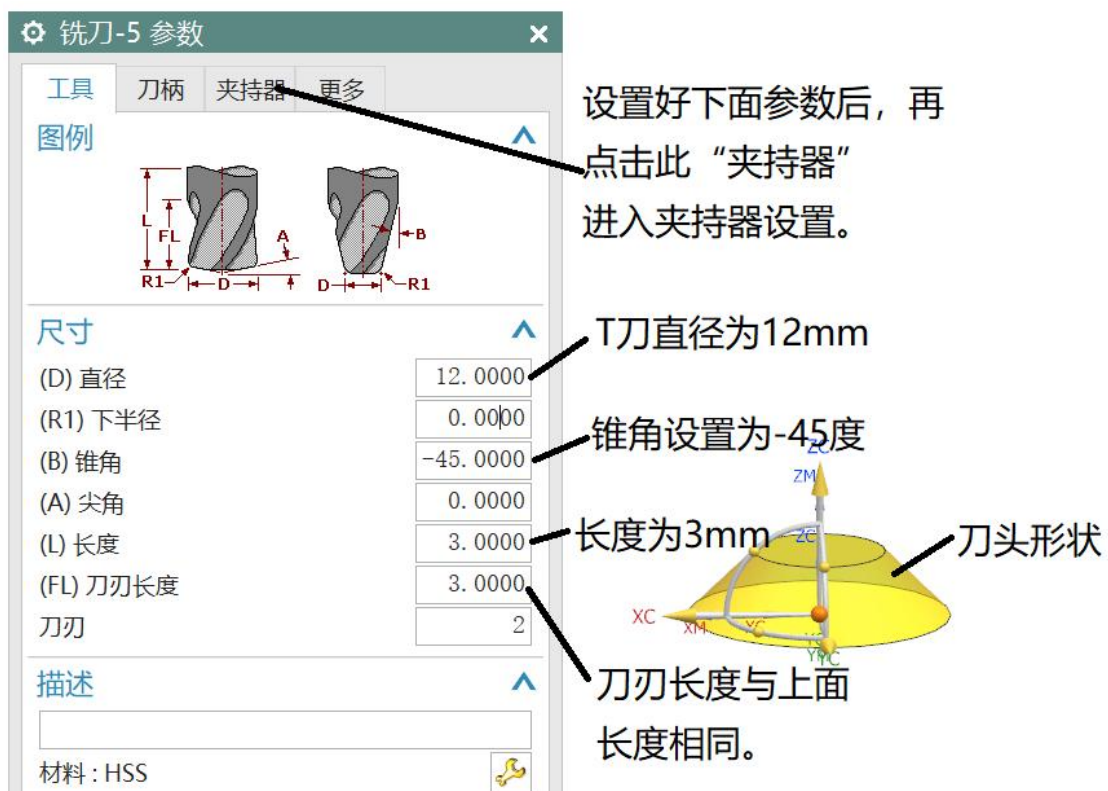 铣刀-5 参数
工具 刀柄 夹持器 更多
图例
L
FL
A
R1
D
B
D
R1
尺寸
(D) 直径 12.0000
(R1) 下半径 0.0000
(B) 锥角 -45.0000
(A) 尖角 0.0000
(L) 长度 3.0000
(FL) 刀刃长度 3.0000
刀刃 2
描述
材料 : HSS
设置好下面参数后，再
点击此“夹持器”
进入夹持器设置。
T刀直径为12mm
锥角设置为-45度
ZC
ZM
长度为3mm
ZC
刀头形状
XC
XM
XC
YC
刀刃长度与上面
长度相同。